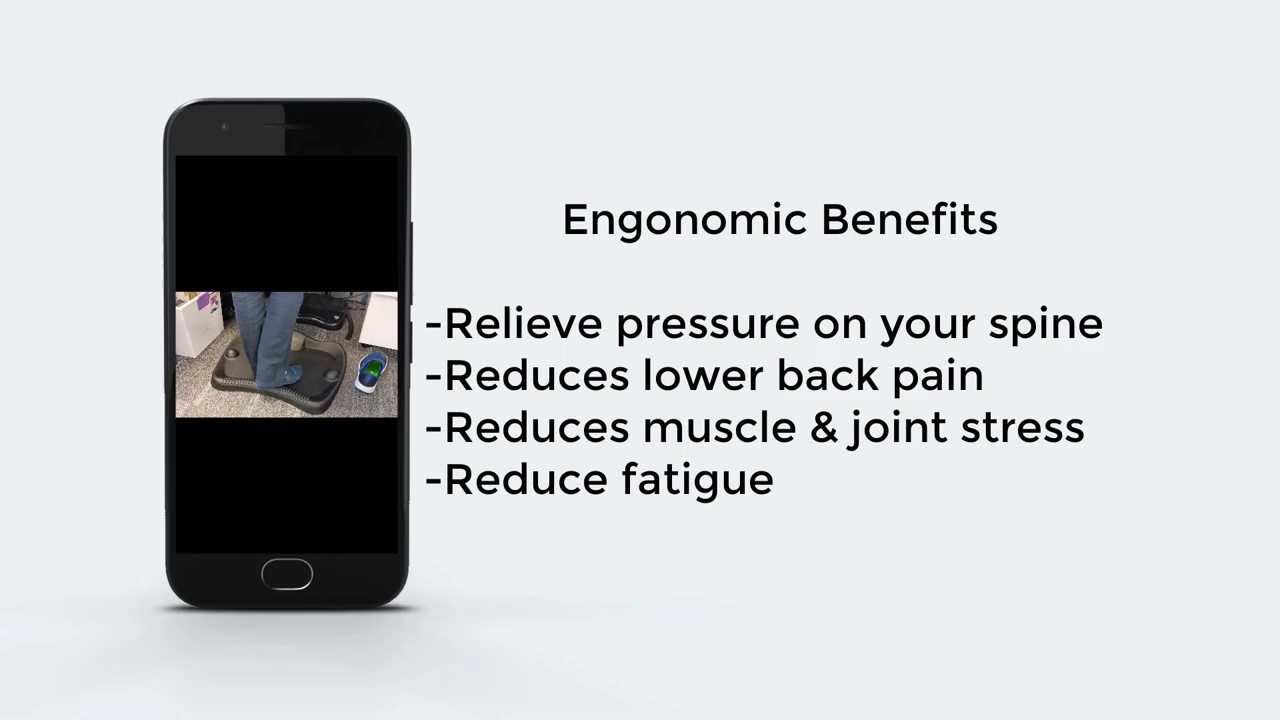 Engonomic Benefits
-Relieve pressure on your spine
-Reduces lower back pain
-Reduces muscle & joint stress
-Reduce fatigue